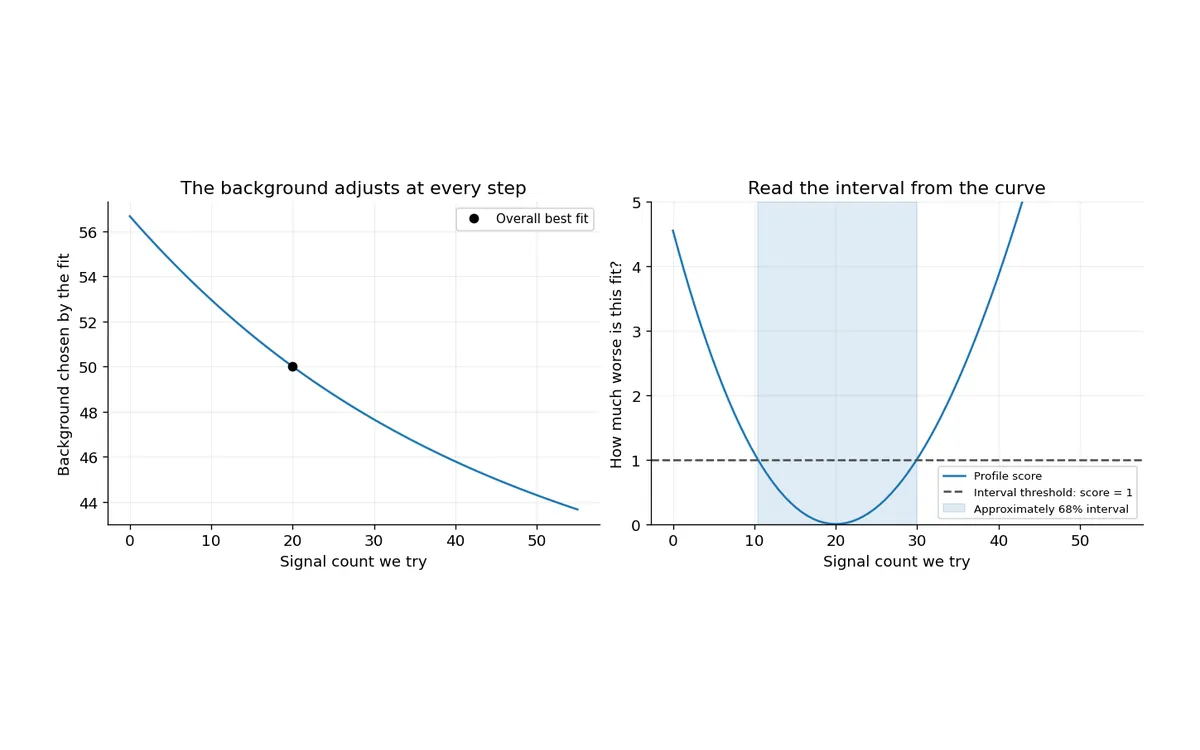 The background adjusts at every step
Background chosen by the fit
56
54
52
50
48
46
44
Overall best fit
0 10 20 30 40 50
Signal count we try
Read the interval from the curve
How much worse is this fit?
5
4
3
2
1
0
Profile score
Interval threshold: score = 1
Approximately 68% interval
0 10 20 30 40 50
Signal count we try